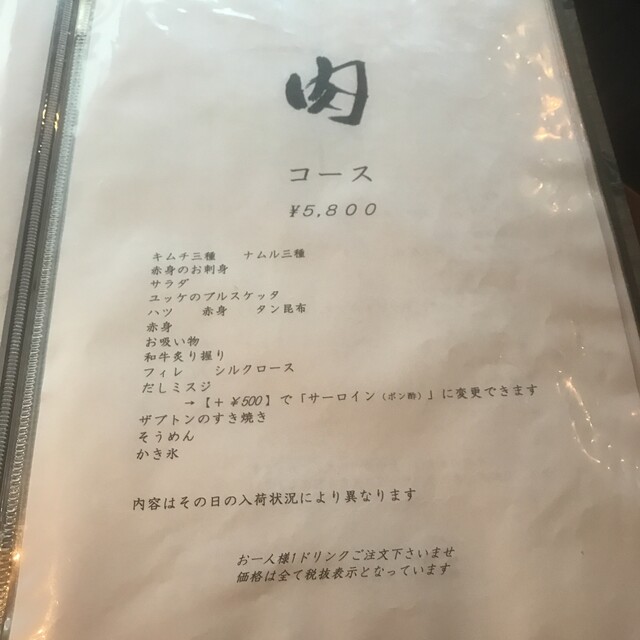 肉
コース
¥5,800
キムチ三種　ナムル三種
赤身のお刺身
サラダ
ユッケのブルスケッタ
ハツ　赤身　タン昆布
赤身
お吸い物
和牛炙り握り
フィレ　シルクロース
だしミスジ
→【＋ ¥500】で「サーロイン（ポン酢）」に変更できます
ザブトンのすき焼き
そうめん
かき氷
内容はその日の入荷状況により異なります
お一人様1ドリンクご注文下さいませ
価格は全て税抜表示となっています